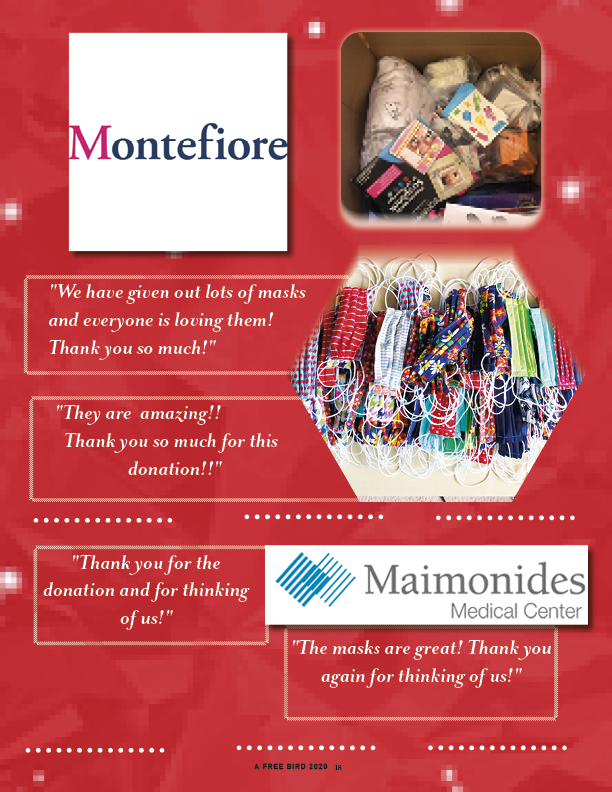 Montefiore
"We have given out lots of masks
and everyone is loving them!
Thank you so much!"
"They are amazing!!
Thank you so much for this
donation!!"
"Thank you for the
donation and for thinking
of us!"
Maimonides
Medical Center
"The masks are great! Thank you
again for thinking of us!"
A FREE BIRD 2020 18